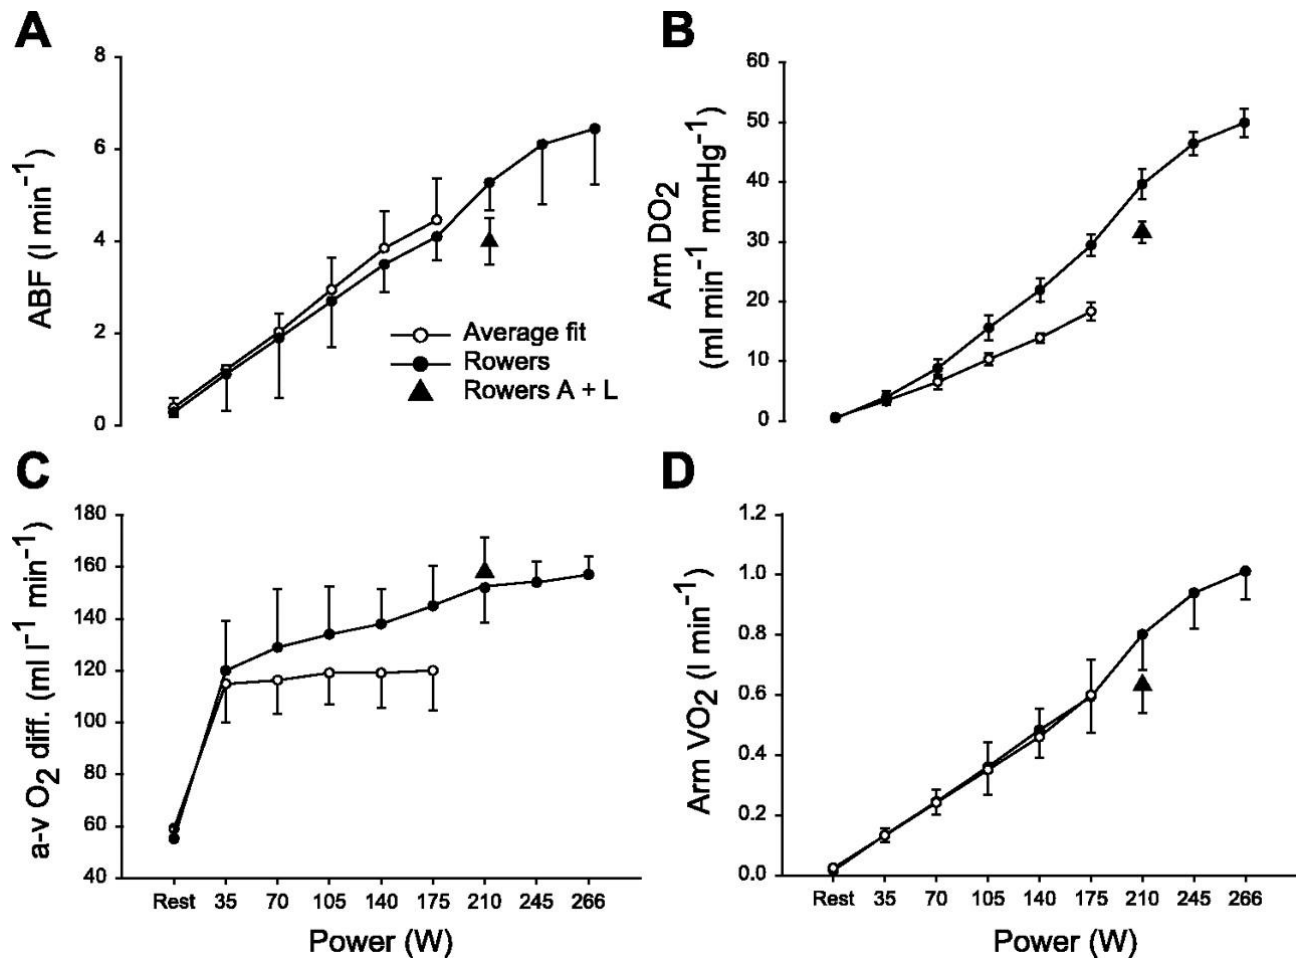 A
8
6
4
2
0
ABF (l min⁻¹)
Average fit
Rowers
Rowers A + L
B
60
50
40
30
20
10
0
Arm DO₂
(ml min⁻¹ mmHg⁻¹)
C
180
160
140
120
100
80
60
40
a-v O₂ diff. (ml l⁻¹ min⁻¹)
Rest 35 70 105 140 175 210 245 266
Power (W)
D
1.2
1.0
0.8
0.6
0.4
0.2
0.0
Arm VO₂ (l min⁻¹)
Rest 35 70 105 140 175 210 245 266
Power (W)